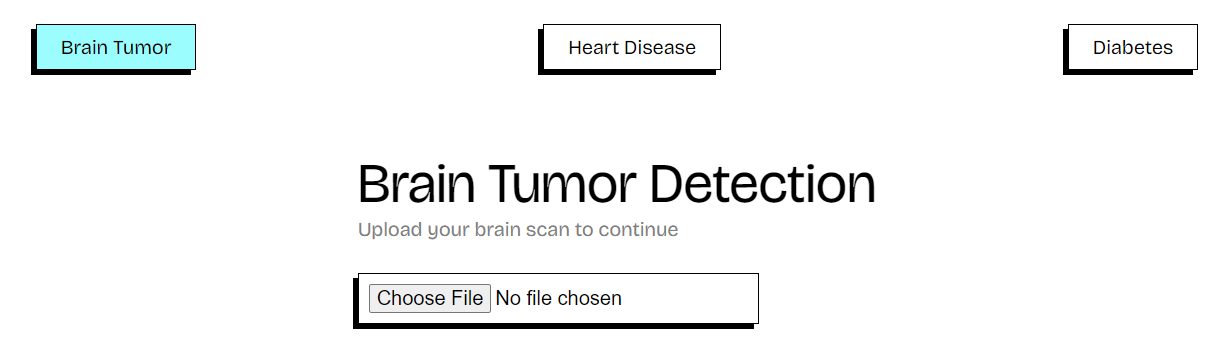 Brain Tumor Heart Disease Diabetes
Brain Tumor Detection
Upload your brain scan to continue
Choose File No file chosen